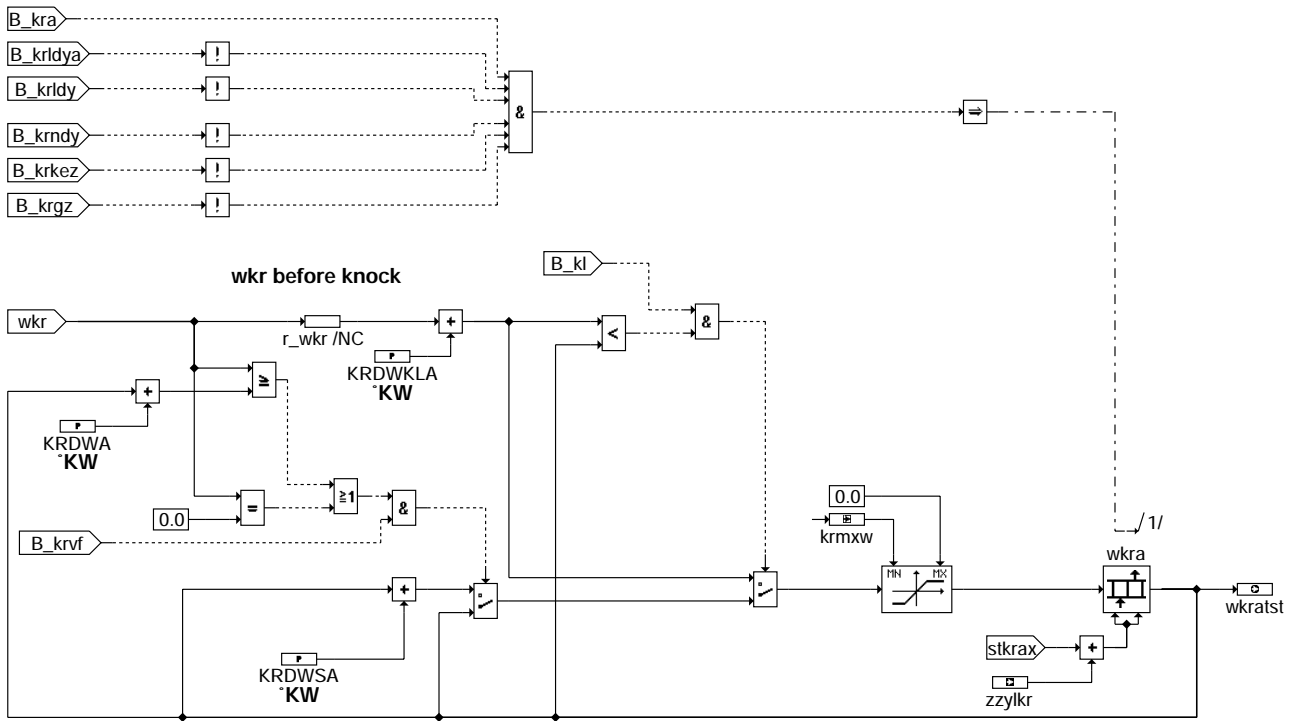 B_kra
B_krldya
!
B_krldy
!
&
B_krndy
!
B_krkez
!
B_krgz
!
wkr before knock
B_kl
wkr
r_wkr /NC
+
<
&
P
KRDWKLA
°KW
+
≥
P
KRDWA
°KW
≥1
&
=
0.0
0.0
B_krvf
krmxw
/1/
wkra
MN
MX
+
wkratst
stkrax
+
P
KRDWSA
°KW
zzylkr